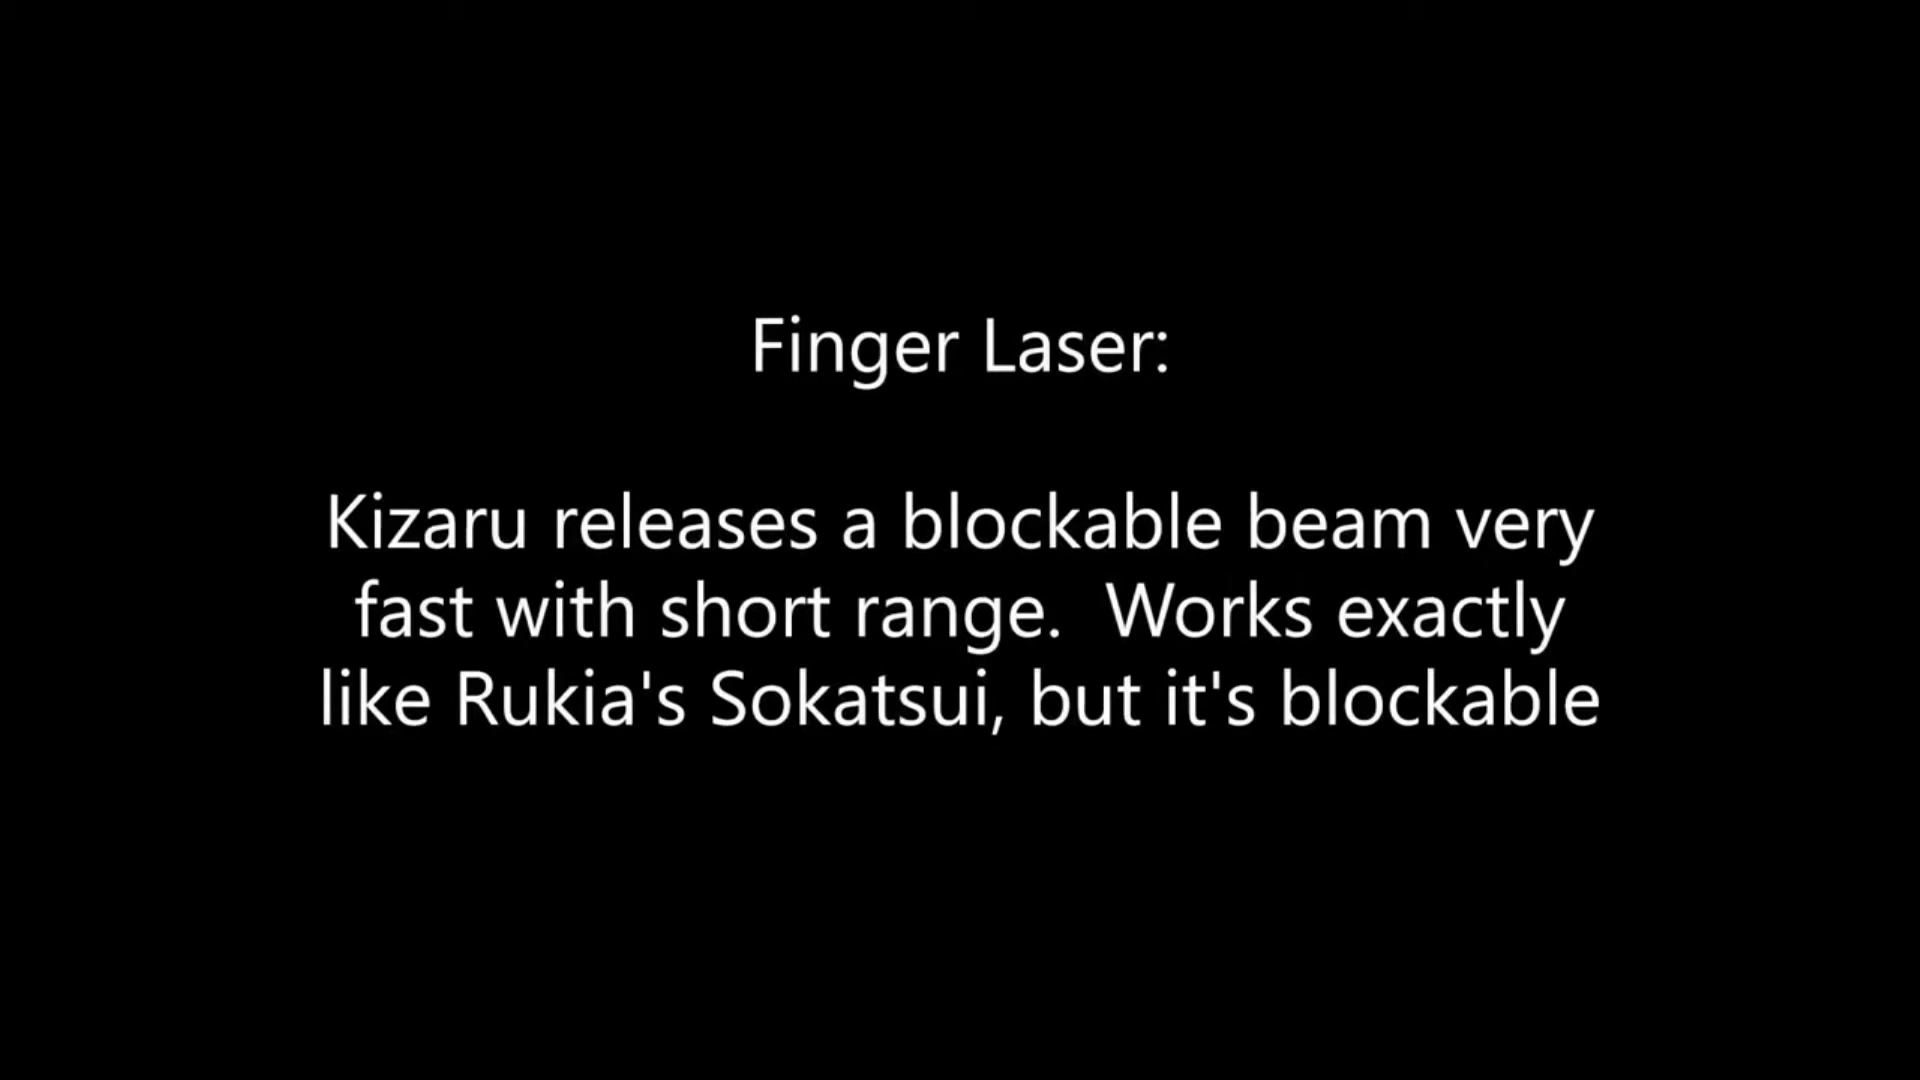 Finger Laser:
Kizaru releases a blockable beam very
fast with short range.  Works exactly
like Rukia's Sokatsui, but it's blockable